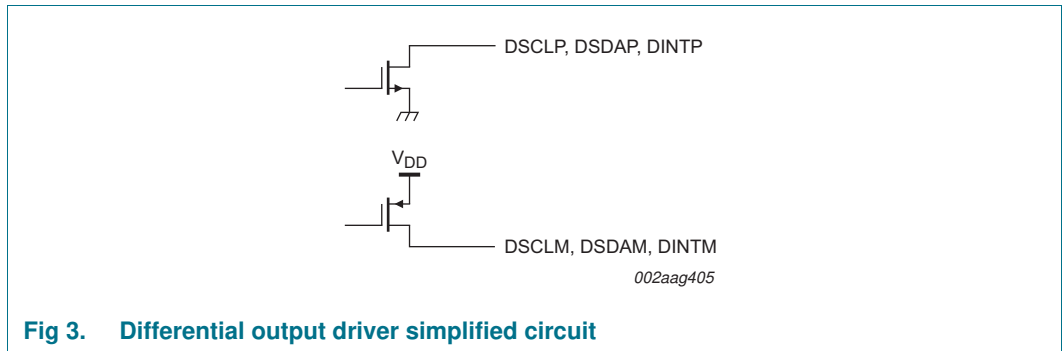 DSCLP, DSDAP, DINTP
VDD
DSCLM, DSDAM, DINTM
002aag405
Fig 3. Differential output driver simplified circuit